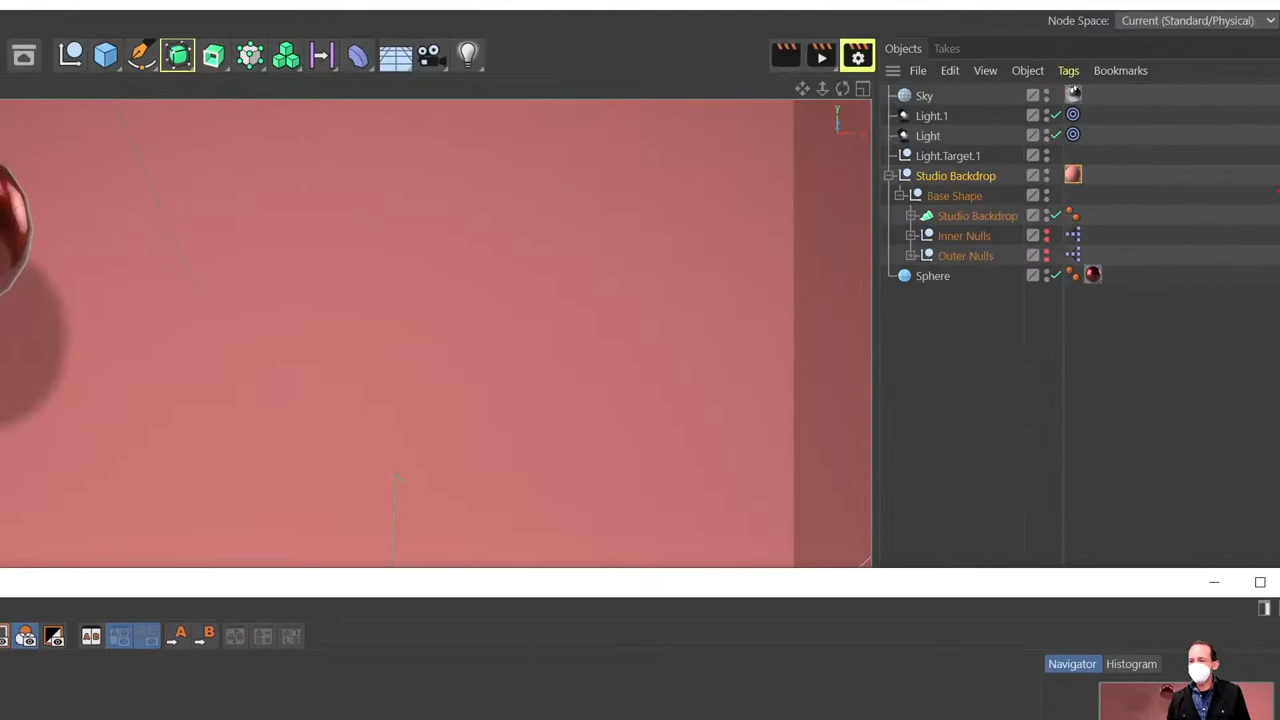 Node Space: Current (Standard/Physical)
Objects Takes
File Edit View Object Tags Bookmarks
Sky
Light.1
Light
Light.Target.1
Studio Backdrop
Base Shape
Studio Backdrop
Inner Nulls
Outer Nulls
Sphere
Y
AB A B
Navigator Histogram